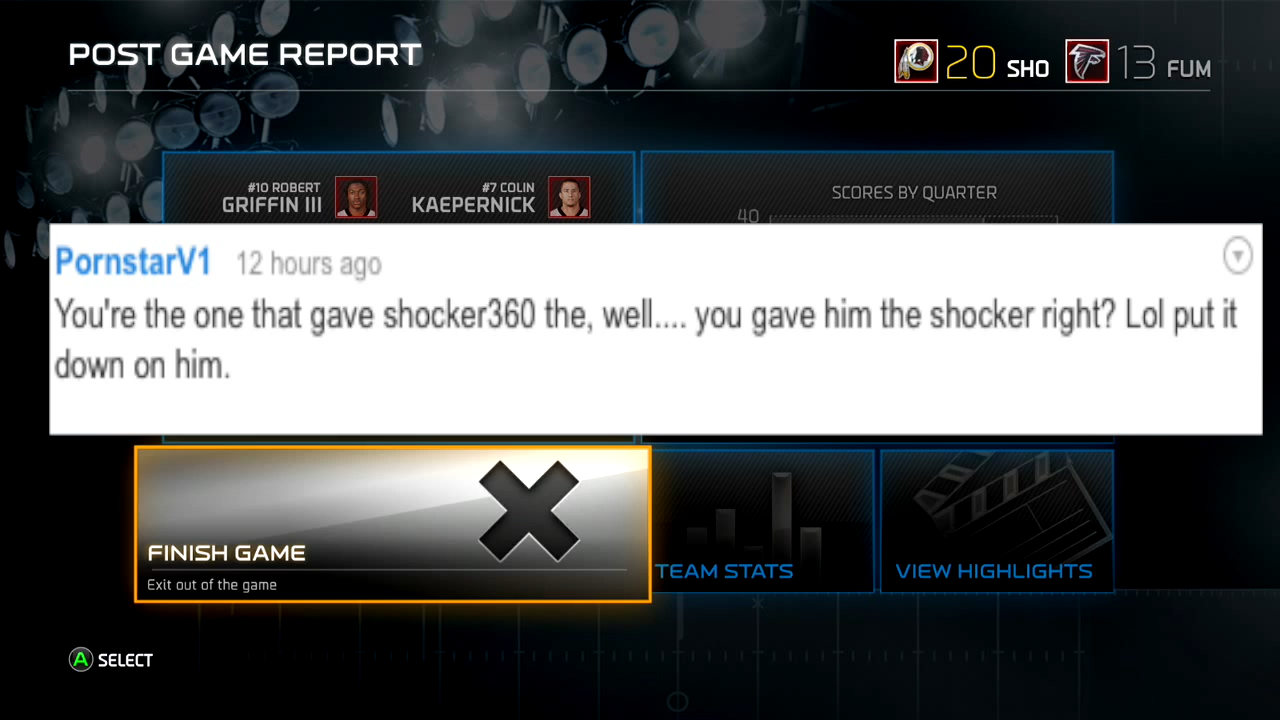 POST GAME REPORT
20 SHO 13 FUM
#10 ROBERT
GRIFFIN III
#7 COLIN
KAEPERNICK
SCORES BY QUARTER
40
PornstarV1 12 hours ago
You're the one that gave shocker360 the, well.... you gave him the shocker right? Lol put it
down on him.
FINISH GAME
Exit out of the game
TEAM STATS
VIEW HIGHLIGHTS
A SELECT